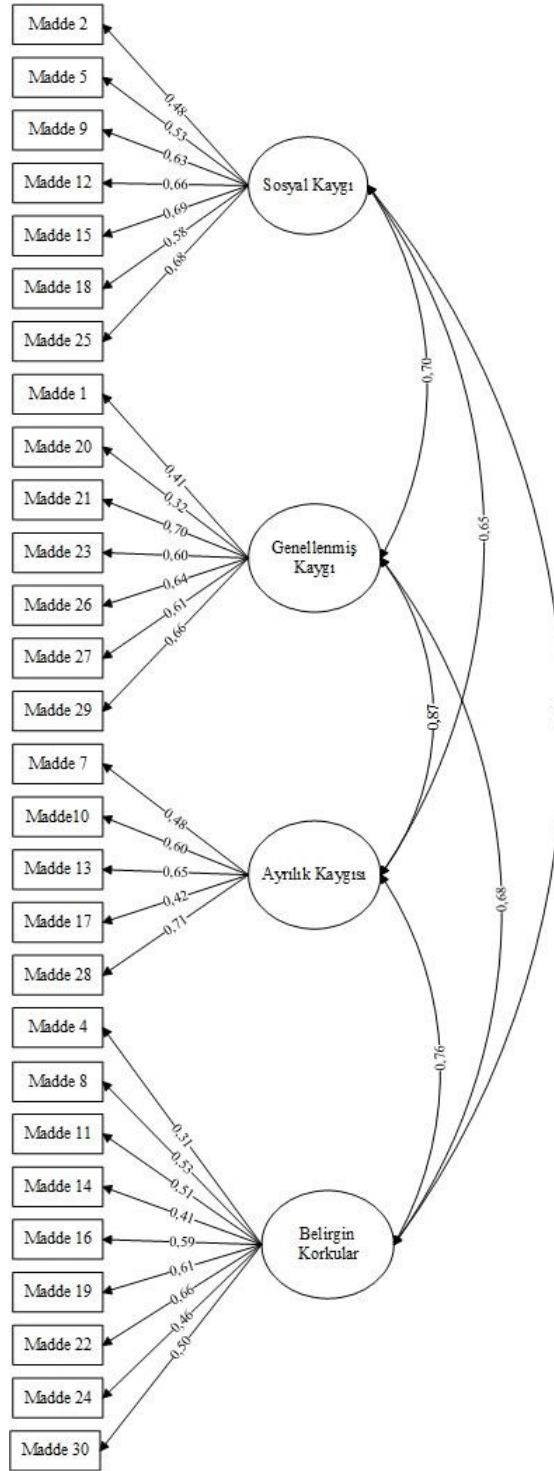 Madde 2
Madde 5
Madde 9
Madde 12
Madde 15
Madde 18
Madde 25
0,48
0,53
0,63
0,66
0,69
0,58
0,68
Sosyal Kaygı
Madde 1
Madde 20
Madde 21
Madde 23
Madde 26
Madde 27
Madde 29
0,41
0,32
0,70
0,60
0,64
0,61
0,66
Genellenmiş
Kaygı
Madde 7
Madde10
Madde 13
Madde 17
Madde 28
0,48
0,60
0,65
0,42
0,71
Ayrılık Kaygısı
Madde 4
Madde 8
Madde 11
Madde 14
Madde 16
Madde 19
Madde 22
Madde 24
Madde 30
0,31
0,53
0,51
0,41
0,59
0,61
0,66
0,46
0,50
Belirgin
Korkular
0,70
0,65
0,87
0,68
0,76